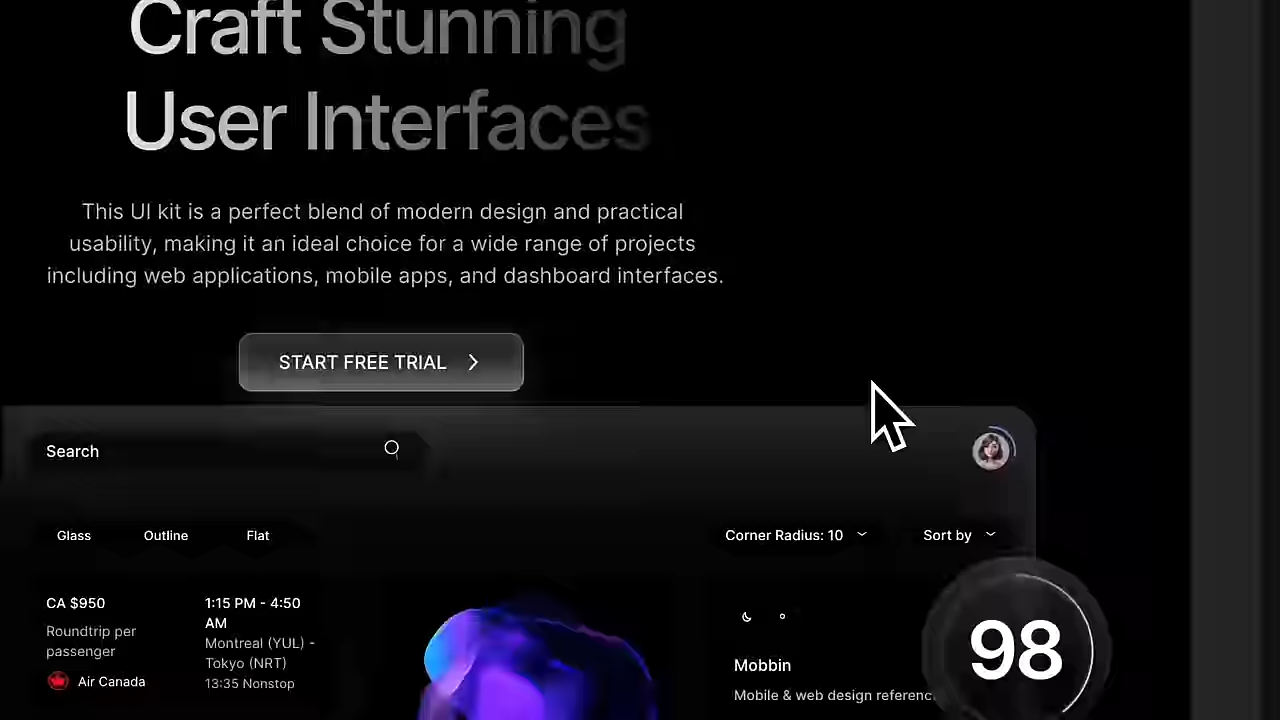 Craft Stunning
User Interfaces
This UI kit is a perfect blend of modern design and practical
usability, making it an ideal choice for a wide range of projects
including web applications, mobile apps, and dashboard interfaces.
START FREE TRIAL
Search
Glass
Outline
Flat
Corner Radius: 10
Sort by
CA $950
Roundtrip per
passenger
Air Canada
1:15 PM - 4:50
AM
Montreal (YUL) -
Tokyo (NRT)
13:35 Nonstop
Mobbin
Mobile & web design
98